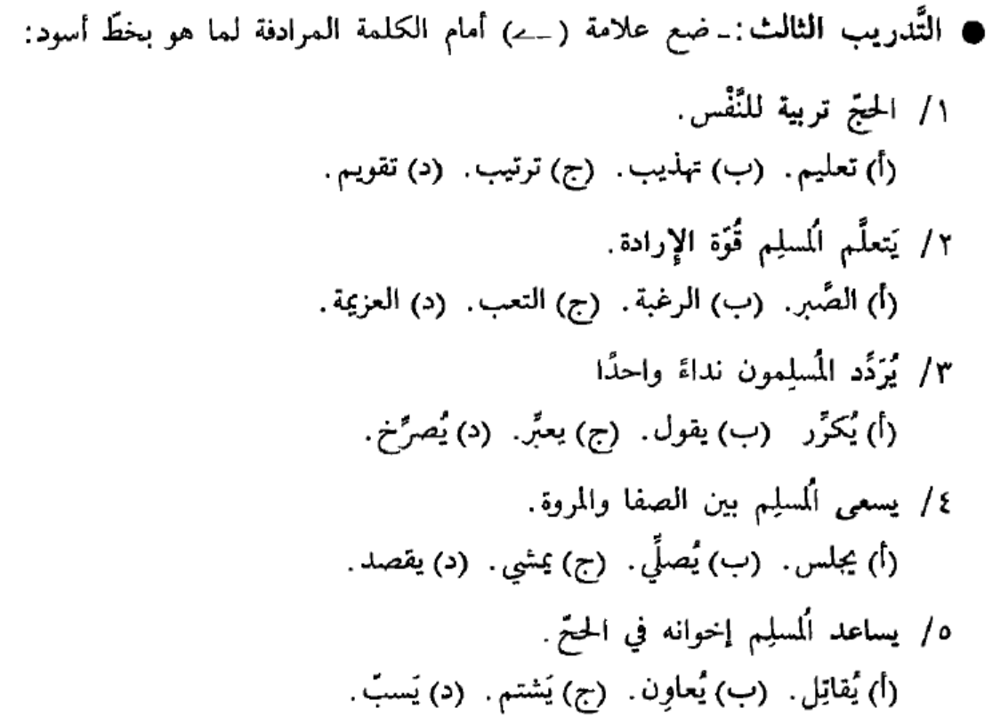 ● التَّدريب الثالث: ـ ضع علامة ( ـے) أمام الكلمة المرادفة لما هو بخطّ أسود:
١/ الحجّ تربية للنَّفْس.
(أ) تعليم. (ب) تهذيب. (ج) ترتيب. (د) تقويم.
٢/ يَتعلَّم المُسلِم قُوّة الإِرادة.
(أ) الصَّبر. (ب) الرغبة. (ج) التعب. (د) العزيمة.
٣/ يُرَدِّد المُسلِمون نداءً واحدًا
(أ) يُكرِّر (ب) يقول. (ج) يعبِّر. (د) يُصرِّخ.
٤/ يسعى المُسلِم بين الصفا والمروة.
(أ) يجلس. (ب) يُصلِّي. (ج) يمشي. (د) يقصد.
٥/ يساعد المُسلِم إخوانه في الحجّ.
(أ) يُقاتِل. (ب) يُعاوِن. (ج) يَشتم. (د) يَسبّ.